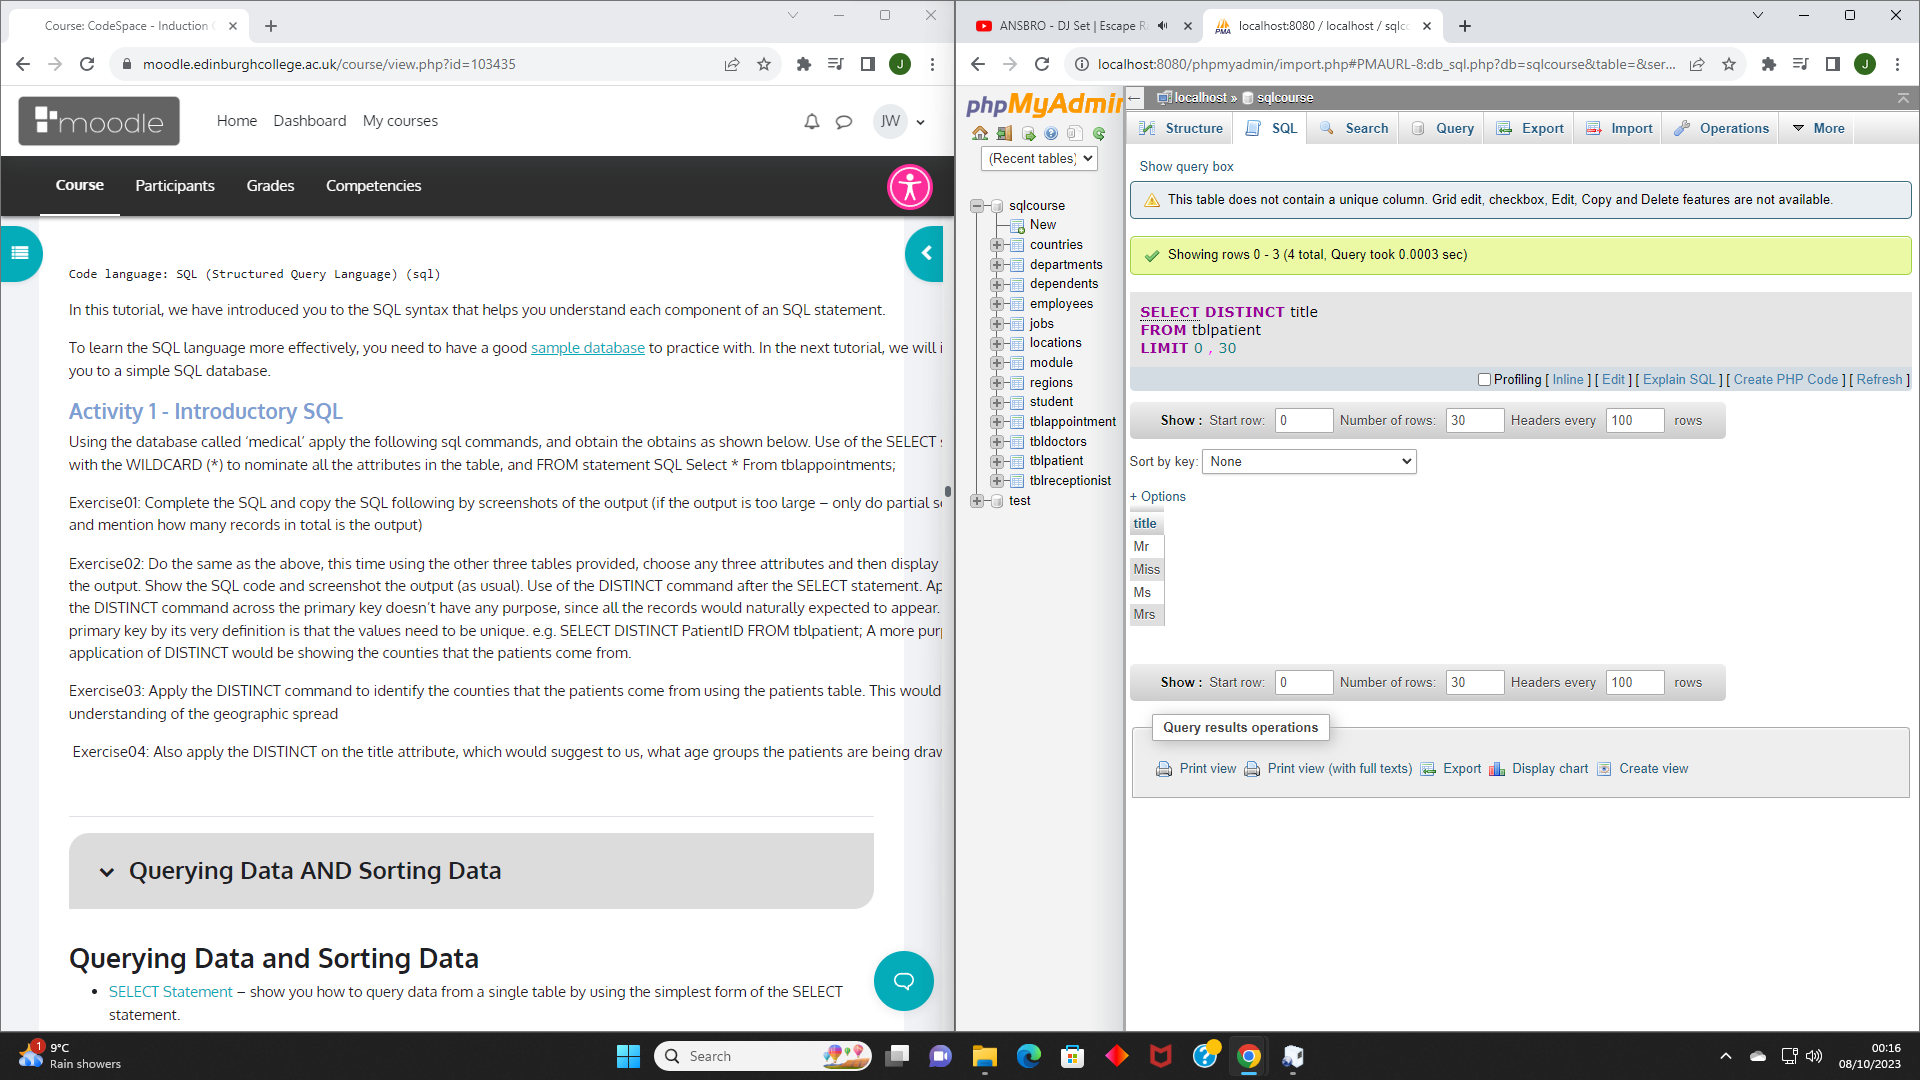 Course: CodeSpace - Induction
moodle.edinburghcollege.ac.uk/course/view.php?id=103435
J
moodle
Home Dashboard My courses
JW
Course Participants Grades Competencies
Code language: SQL (Structured Query Language) (sql)
In this tutorial, we have introduced you to the SQL syntax that helps you understand each component of an SQL statement.
To learn the SQL language more effectively, you need to have a good sample database to practice with. In the next tutorial, we will i
you to a simple SQL database.
Activity 1 - Introductory SQL
Using the database called ‘medical’ apply the following sql commands, and obtain the obtains as shown below. Use of the SELECT s
with the WILDCARD (*) to nominate all the attributes in the table, and FROM statement SQL Select * From tblappointments;
Exercise01: Complete the SQL and copy the SQL following by screenshots of the output (if the output is too large – only do partial s
and mention how many records in total is the output)
Exercise02: Do the same as the above, this time using the other three tables provided, choose any three attributes and then display
the output. Show the SQL code and screenshot the output (as usual). Use of the DISTINCT command after the SELECT statement. Ap
the DISTINCT command across the primary key doesn’t have any purpose, since all the records would naturally expected to appear.
primary key by its very definition is that the values need to be unique. e.g. SELECT DISTINCT PatientID FROM tblpatient; A more pur
application of DISTINCT would be showing the counties that the patients come from.
Exercise03: Apply the DISTINCT command to identify the counties that the patients come from using the patients table. This would
understanding of the geographic spread
Exercise04: Also apply the DISTINCT on the title attribute, which would suggest to us, what age groups the patients are being draw
Querying Data AND Sorting Data
Querying Data and Sorting Data
• SELECT Statement – show you how to query data from a single table by using the simplest form of the SELECT
statement.
ANSBRO - DJ Set | Escape R
localhost:8080 / localhost / sqlc
localhost:8080/phpmyadmin/import.php#PMAURL-8:db_sql.php?db=sqlcourse&table=&ser...
J
phpMyAdmin
(Recent tables)
sqlcourse
New
countries
departments
dependents
employees
jobs
locations
module
regions
student
tblappointment
tbldoctors
tblpatient
tblreceptionist
test
localhost » sqlcourse
Structure SQL Search Query Export Import Operations More
Show query box
This table does not contain a unique column. Grid edit, checkbox, Edit, Copy and Delete features are not available.
Showing rows 0 - 3 (4 total, Query took 0.0003 sec)
SELECT DISTINCT title
FROM tblpatient
LIMIT 0 , 30
Profiling [ Inline ] [ Edit ] [ Explain SQL ] [ Create PHP Code ] [ Refresh ]
Show : Start row: 0 Number of rows: 30 Headers every 100 rows
Sort by key: None
+ Options
title
Mr
Miss
Ms
Mrs
Show : Start row: 0 Number of rows: 30 Headers every 100 rows
Query results operations
Print view Print view (with full texts) Export Display chart Create view
1
9°C
Rain showers
Search
00:16
08/10/2023